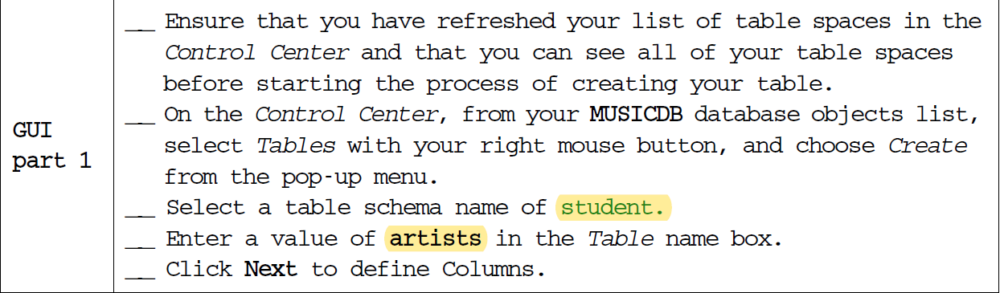 __ Ensure that you have refreshed your list of table spaces in the
Control Center and that you can see all of your table spaces
before starting the process of creating your table.
__ On the Control Center, from your MUSICDB database objects list,
select Tables with your right mouse button, and choose Create
from the pop-up menu.
__ Select a table schema name of student.
__ Enter a value of artists in the Table name box.
__ Click Next to define Columns.
GUI
part 1